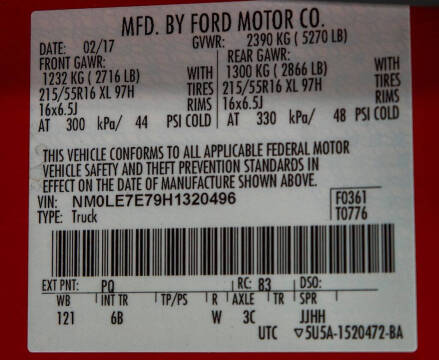 MFD. BY FORD MOTOR CO.
DATE: 02/17 GVWR: 2390 KG ( 5270 LB)
FRONT GAWR: REAR GAWR:
1232 KG ( 2716 LB) WITH 1300 KG ( 2866 LB) WITH
215/55R16 XL 97H TIRES 215/55R16 XL 97H TIRES
16x6.5J RIMS 16x6.5J RIMS
AT 300 kPa/ 44 PSI COLD AT 330 kPa/ 48 PSI COLD
THIS VEHICLE CONFORMS TO ALL APPLICABLE FEDERAL MOTOR
VEHICLE SAFETY AND THEFT PREVENTION STANDARDS IN
EFFECT ON THE DATE OF MANUFACTURE SHOWN ABOVE.
VIN: NM0LE7E79H1320496 F0361
TYPE: Truck T0776
EXT PNT: PQ RC: 83 DSO:
WB INT TR TP/PS R AXLE TR SPR
121 6B W 3C JJHH
UTC ▽5U5A-1520472-BA